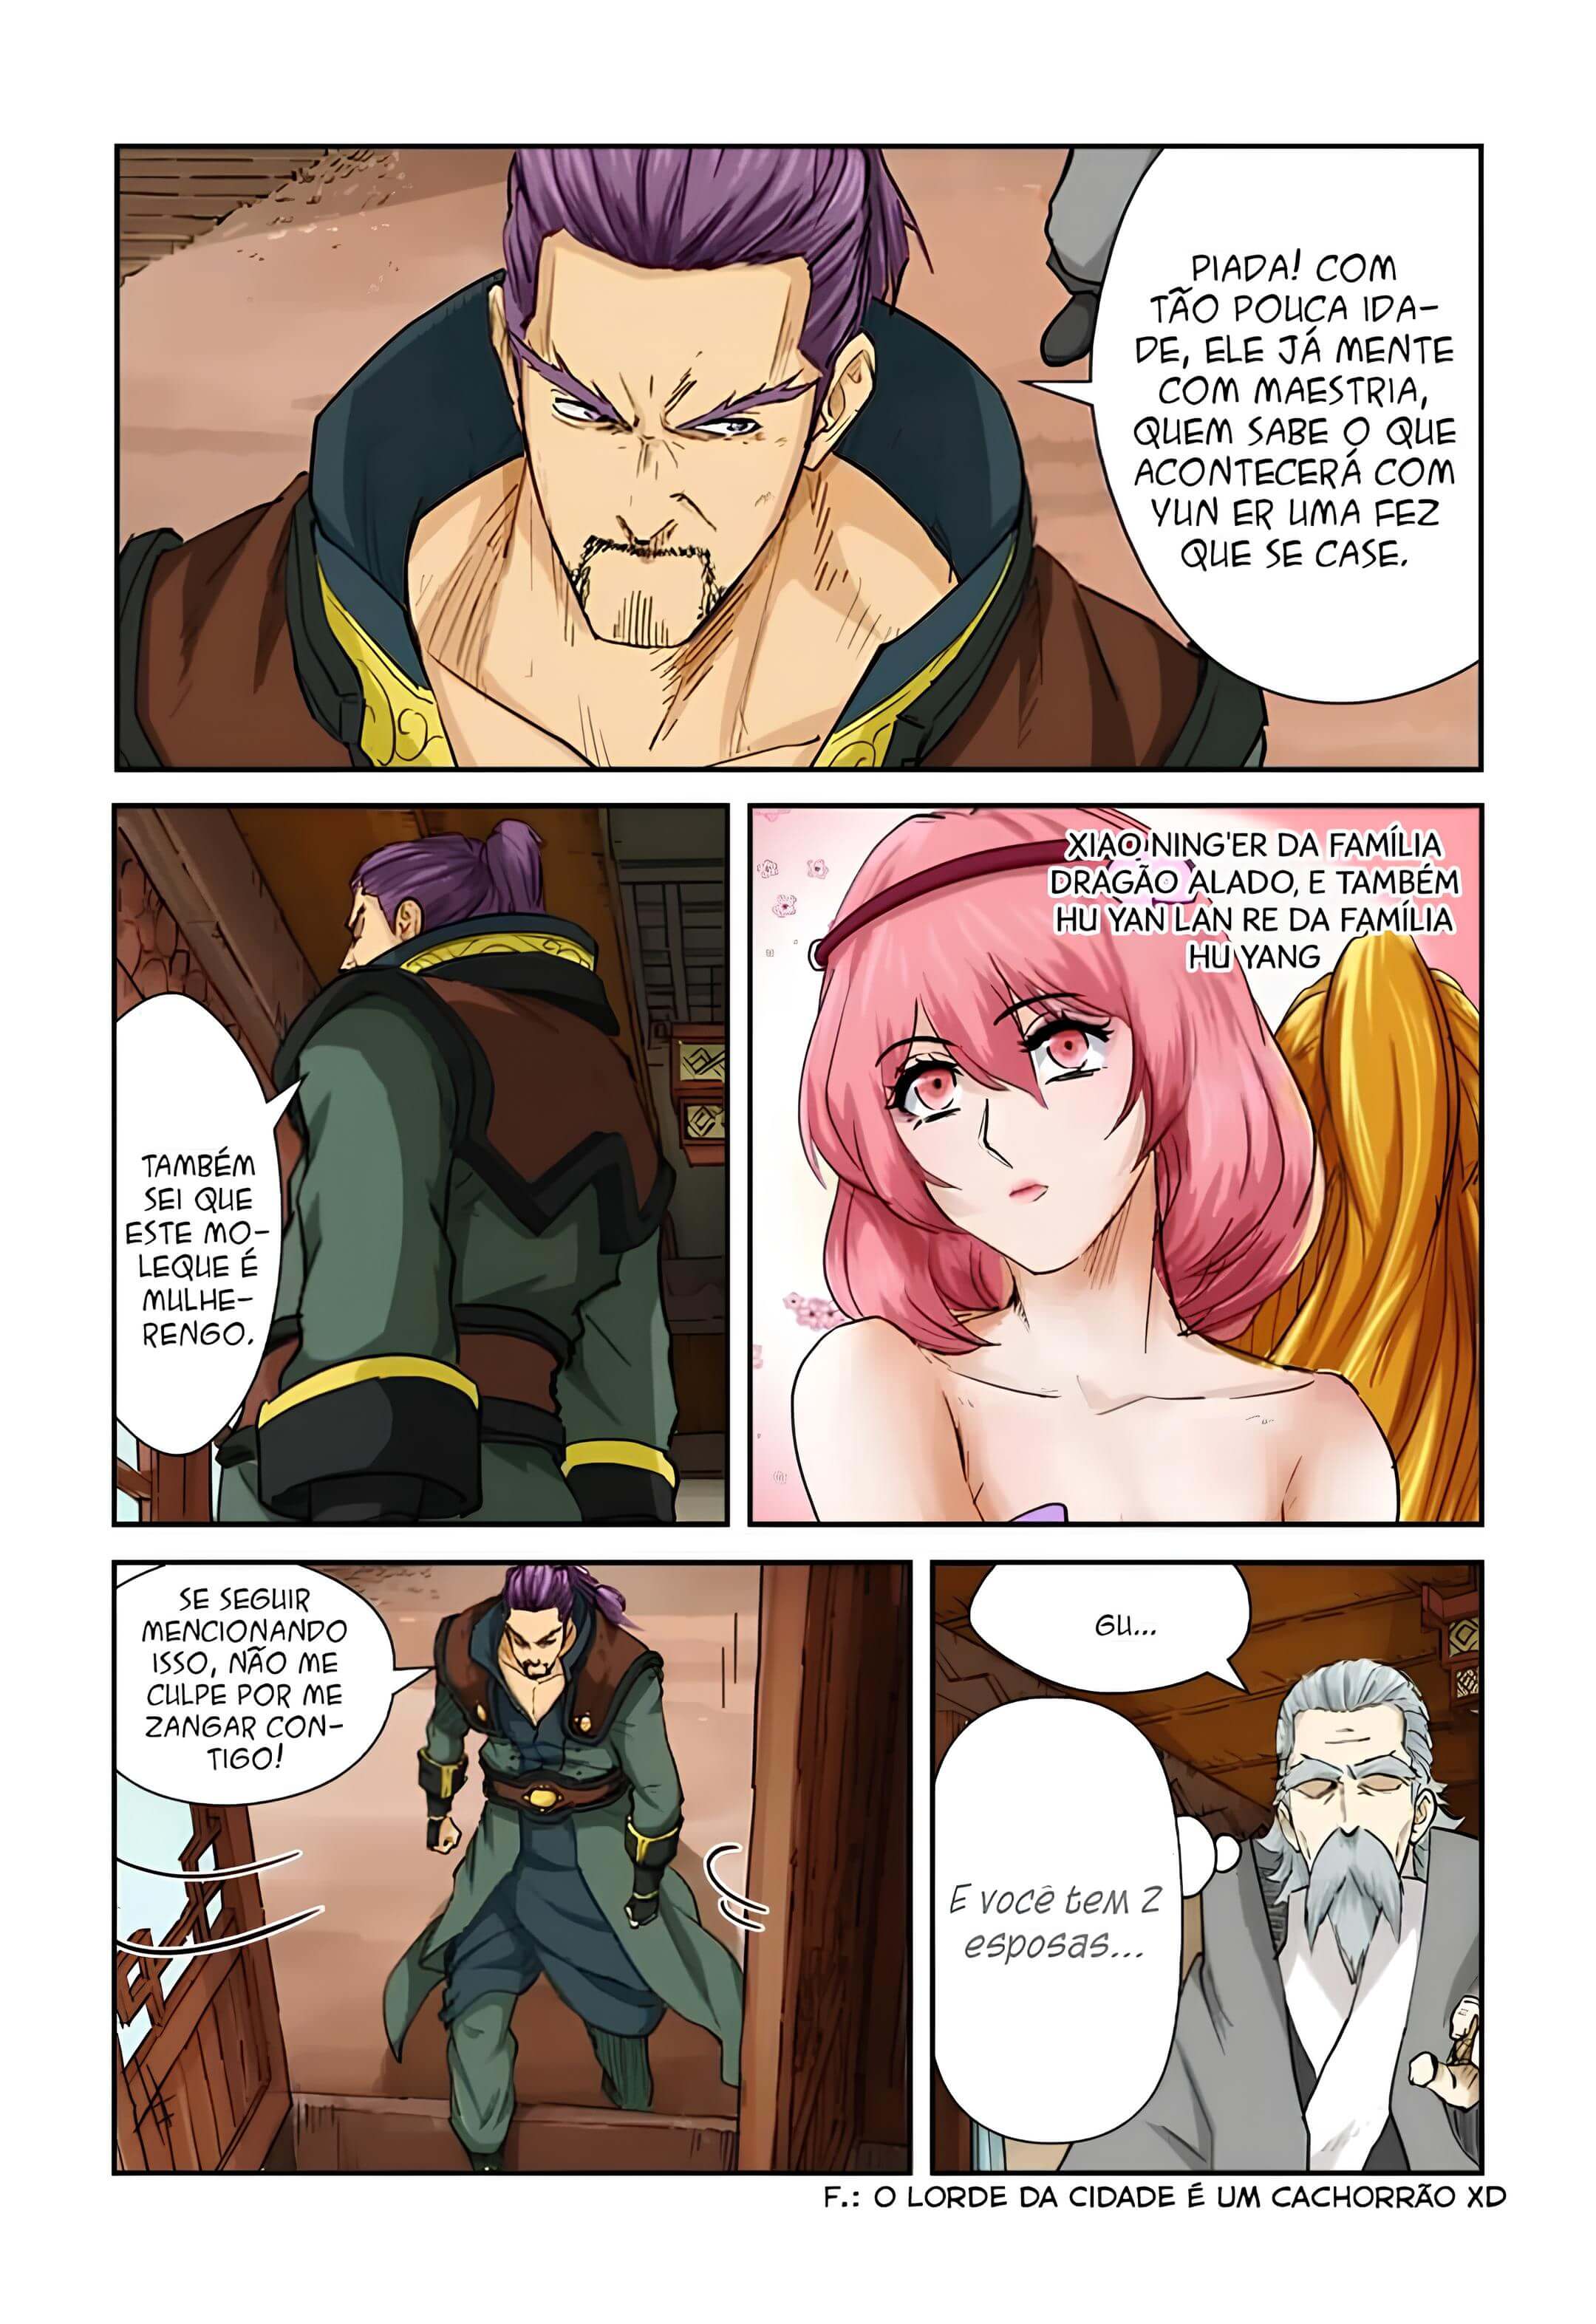 PIADA! COM
TÃO POUCA IDA-
DE, ELE JÁ MENTE
COM MAESTRIA,
QUEM SABE O QUE
ACONTECERÁ COM
YUN ER UMA FEZ
QUE SE CASE.
TAMBÉM
SEI QUE
ESTE MO-
LEQUE É
MULHE-
RENGO.
XIAO NING'ER DA FAMÍLIA
DRAGÃO ALADO, E TAMBÉM
HU YAN LAN RE DA FAMÍLIA
HU YANG
SE SEGUIR
MENCIONANDO
ISSO, NÃO ME
CULPE POR ME
ZANGAR CON-
TIGO!
GU...
E você tem 2
esposas...
F.: O LORDE DA CIDADE É UM CACHORRÃO XD